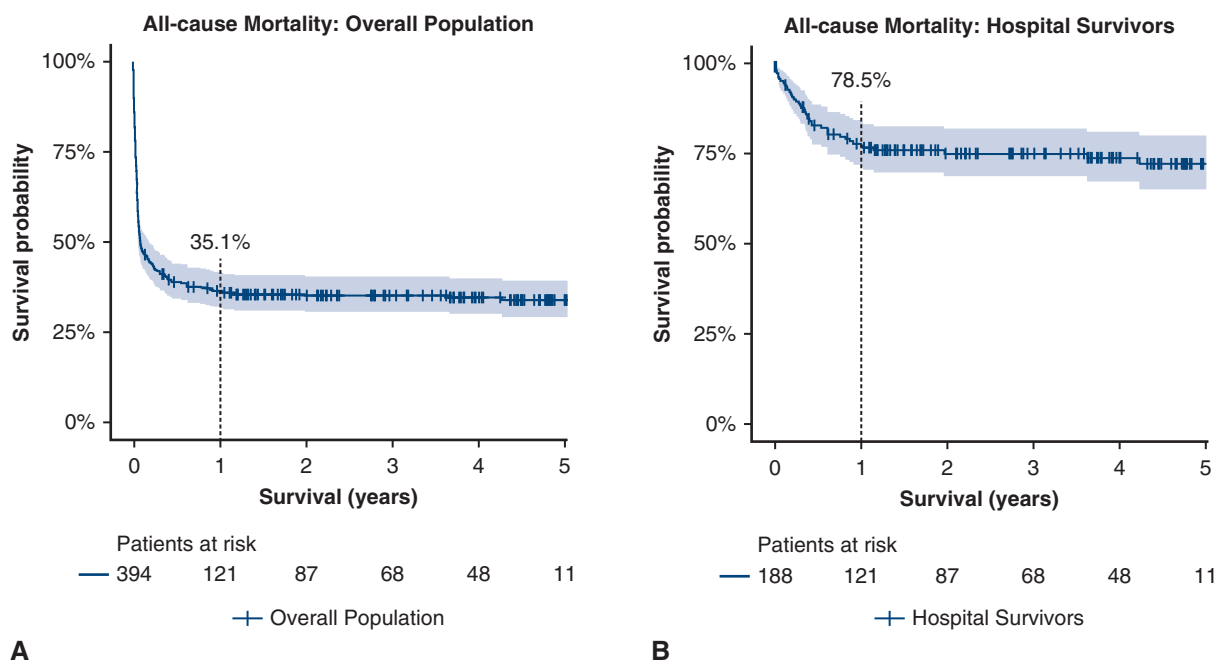 All-cause Mortality: Overall Population
100%
75%
50%
25%
0%
Survival probability
35.1%
0 1 2 3 4 5
Survival (years)
Patients at risk
394 121 87 68 48 11
Overall Population
A
All-cause Mortality: Hospital Survivors
100%
75%
50%
25%
0%
Survival probability
78.5%
0 1 2 3 4 5
Survival (years)
Patients at risk
188 121 87 68 48 11
Hospital Survivors
B